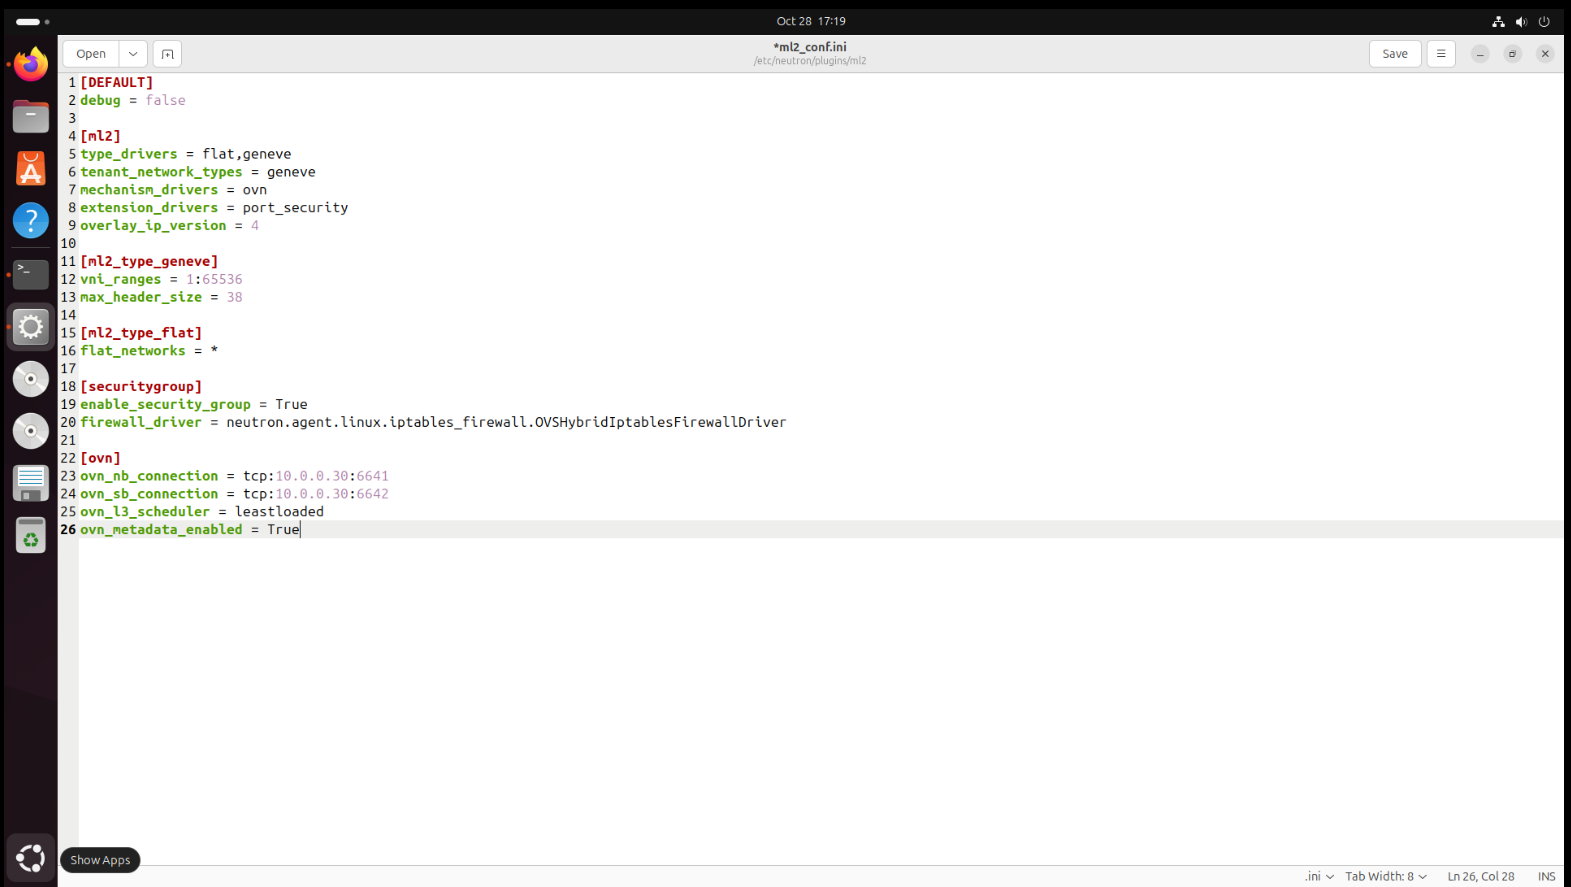 Oct 28 17:19
Open
*ml2_conf.ini
/etc/neutron/plugins/ml2
Save
1 [DEFAULT]
2 debug = false
3
4 [ml2]
5 type_drivers = flat,geneve
6 tenant_network_types = geneve
7 mechanism_drivers = ovn
8 extension_drivers = port_security
9 overlay_ip_version = 4
10
11 [ml2_type_geneve]
12 vni_ranges = 1:65536
13 max_header_size = 38
14
15 [ml2_type_flat]
16 flat_networks = *
17
18 [securitygroup]
19 enable_security_group = True
20 firewall_driver = neutron.agent.linux.iptables_firewall.OVSHybridIptablesFirewallDriver
21
22 [ovn]
23 ovn_nb_connection = tcp:10.0.0.30:6641
24 ovn_sb_connection = tcp:10.0.0.30:6642
25 ovn_l3_scheduler = leastloaded
26 ovn_metadata_enabled = True
Show Apps
.ini Tab Width: 8 Ln 26, Col 28 INS